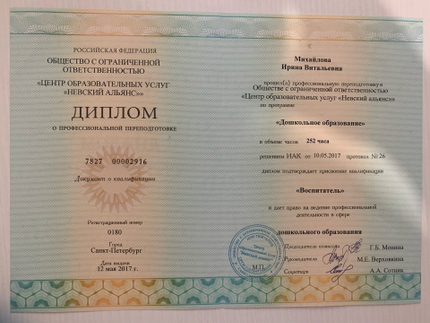 РОССИЙСКАЯ ФЕДЕРАЦИЯ
ОБЩЕСТВО С ОГРАНИЧЕННОЙ
ОТВЕТСТВЕННОСТЬЮ
«ЦЕНТР ОБРАЗОВАТЕЛЬНЫХ УСЛУГ
«НЕВСКИЙ АЛЬЯНС»
ДИПЛОМ
О ПРОФЕССИОНАЛЬНОЙ ПЕРЕПОДГОТОВКЕ
7827 00002916
Документ о квалификации
Регистрационный номер
0180
Город
Санкт-Петербург
Дата выдачи
12 мая 2017 г.
Михайлова
Ирина Витальевна
прошел(а) профессиональную переподготовку в
Обществе с ограниченной ответственностью
«Центр образовательных услуг «Невский альянс»
по программе
«Дошкольное образование»
в объеме часов 252 часа
решением ИАК от 10.05.2017 протокол № 26
диплом подтверждает присвоение квалификации
«Воспитатель»
и дает право на ведение профессиональной
деятельности в сфере
дошкольного образования
Председатель комиссии Г.Б. Монина
Руководитель М.Е. Верховкина
Секретарь А.А.
М.П.